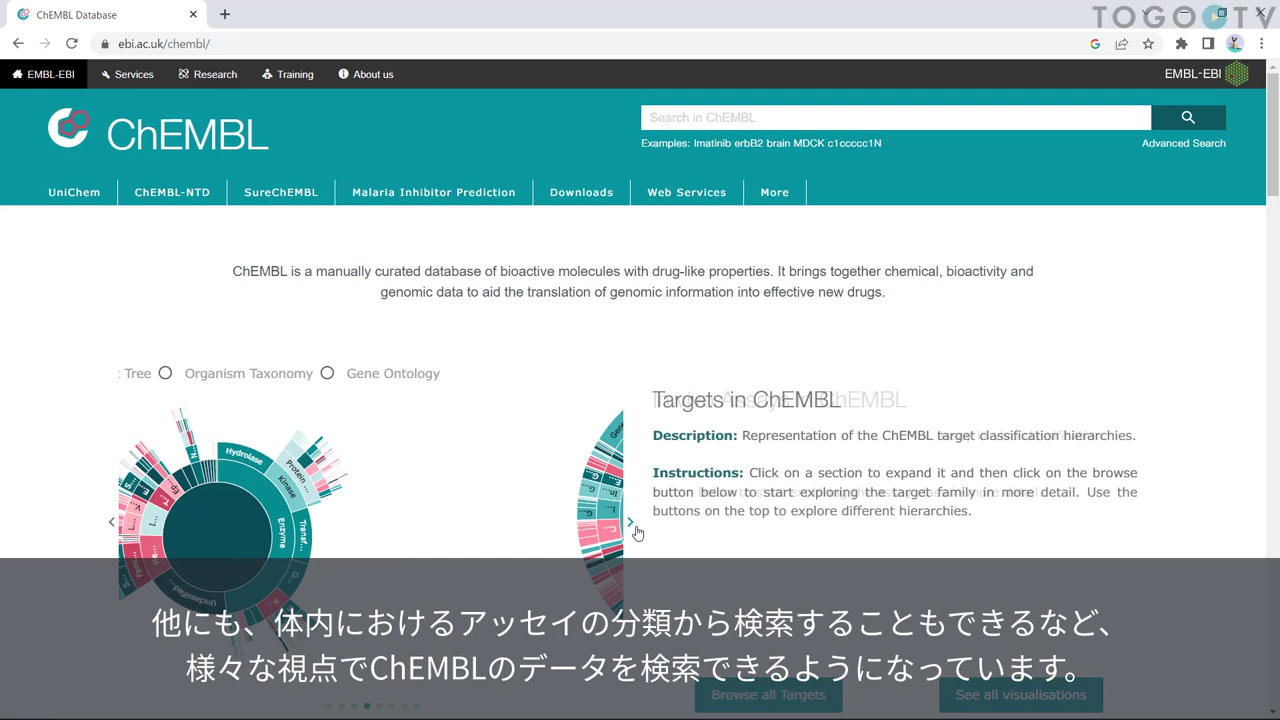 ChEMBL Database
TOGO TV
ebi.ac.uk/chembl/
EMBL-EBI Services Research Training About us EMBL-EBI
ChEMBL
Search in ChEMBL
Examples: Imatinib erbB2 brain MDCK c1ccccc1N Advanced Search
UniChem ChEMBL-NTD SureChEMBL Malaria Inhibitor Prediction Downloads Web Services More
ChEMBL is a manually curated database of bioactive molecules with drug-like properties. It brings together chemical, bioactivity and
genomic data to aid the translation of genomic information into effective new drugs.
: Tree Organism Taxonomy Gene Ontology
Targets in ChEMBL
Description: Representation of the ChEMBL target classification hierarchies.
Instructions: Click on a section to expand it and then click on the browse
button below to start exploring the target family in more detail. Use the
buttons on the top to explore different hierarchies.
Hydrolase
Protein ...
Kinase
Enzyme
Transf...
Unclassified...
他にも、体内におけるアッセイの分類から検索することもできるなど、
様々な視点でChEMBLのデータを検索できるようになっています。
Browse all Targets See all visualisations